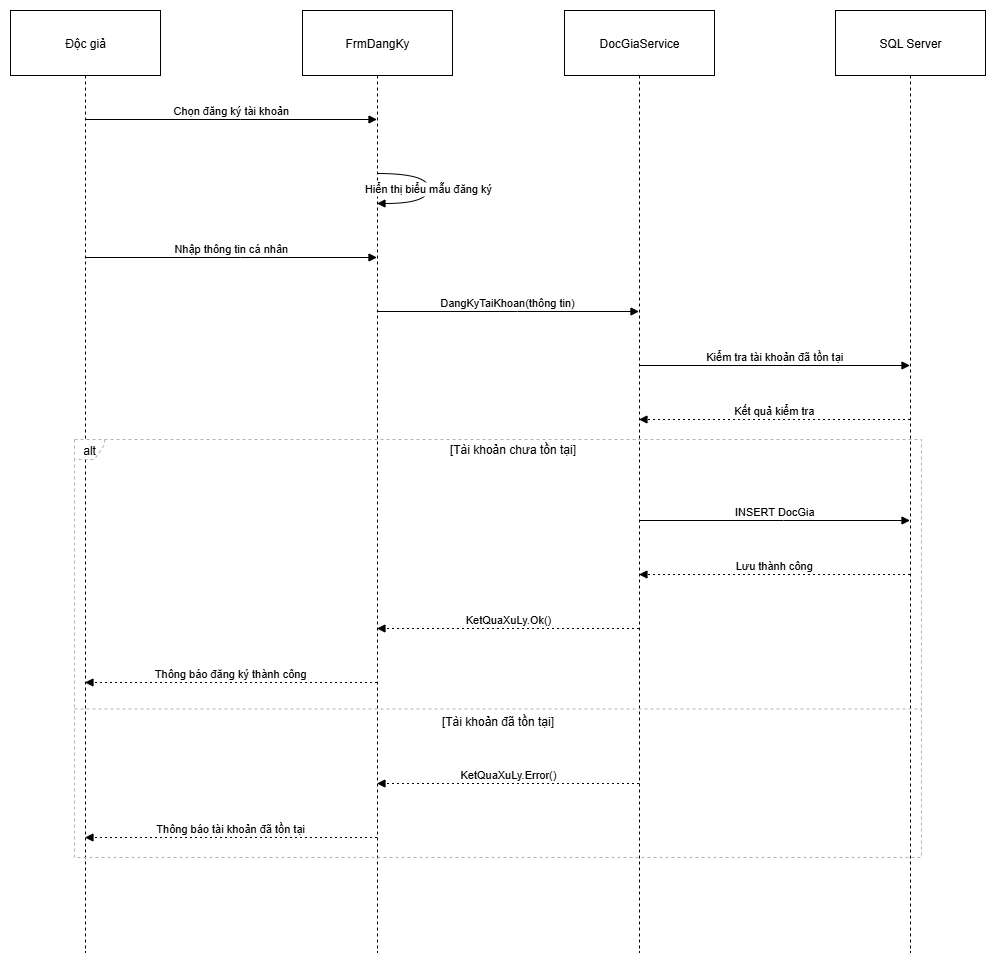 Độc giả
FrmDangKy
DocGiaService
SQL Server
Chọn đăng ký tài khoản
Hiển thị biểu mẫu đăng ký
Nhập thông tin cá nhân
DangKyTaiKhoan(thông tin)
Kiểm tra tài khoản đã tồn tại
Kết quả kiểm tra
alt
[Tài khoản chưa tồn tại]
INSERT DocGia
Lưu thành công
KetQuaXuLy.Ok()
Thông báo đăng ký thành công
[Tài khoản đã tồn tại]
KetQuaXuLy.Error()
Thông báo tài khoản đã tồn tại